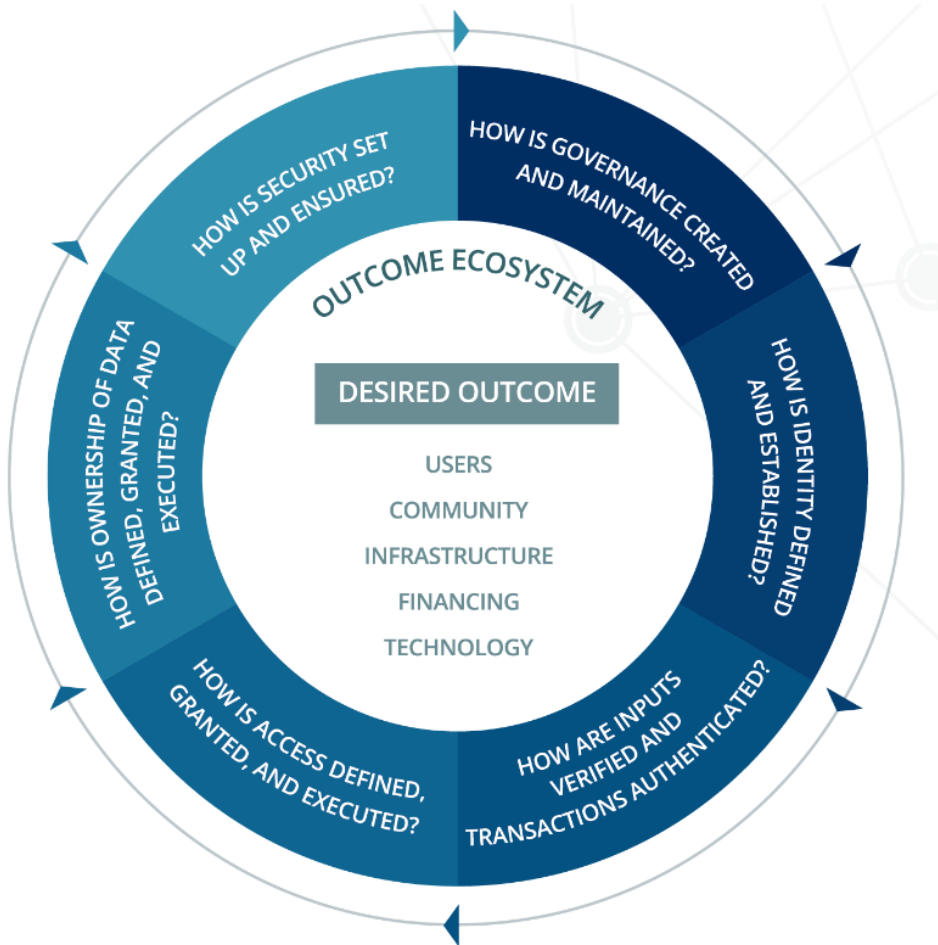 HOW IS GOVERNANCE CREATED
AND MAINTAINED?
HOW IS IDENTITY DEFINED
AND ESTABLISHED?
HOW ARE INPUTS
VERIFIED AND
TRANSACTIONS AUTHENTICATED?
HOW IS ACCESS DEFINED,
GRANTED, AND EXECUTED?
HOW IS OWNERSHIP OF DATA
DEFINED, GRANTED, AND
EXECUTED?
HOW IS SECURITY SET
UP AND ENSURED?
OUTCOME ECOSYSTEM
DESIRED OUTCOME
USERS
COMMUNITY
INFRASTRUCTURE
FINANCING
TECHNOLOGY